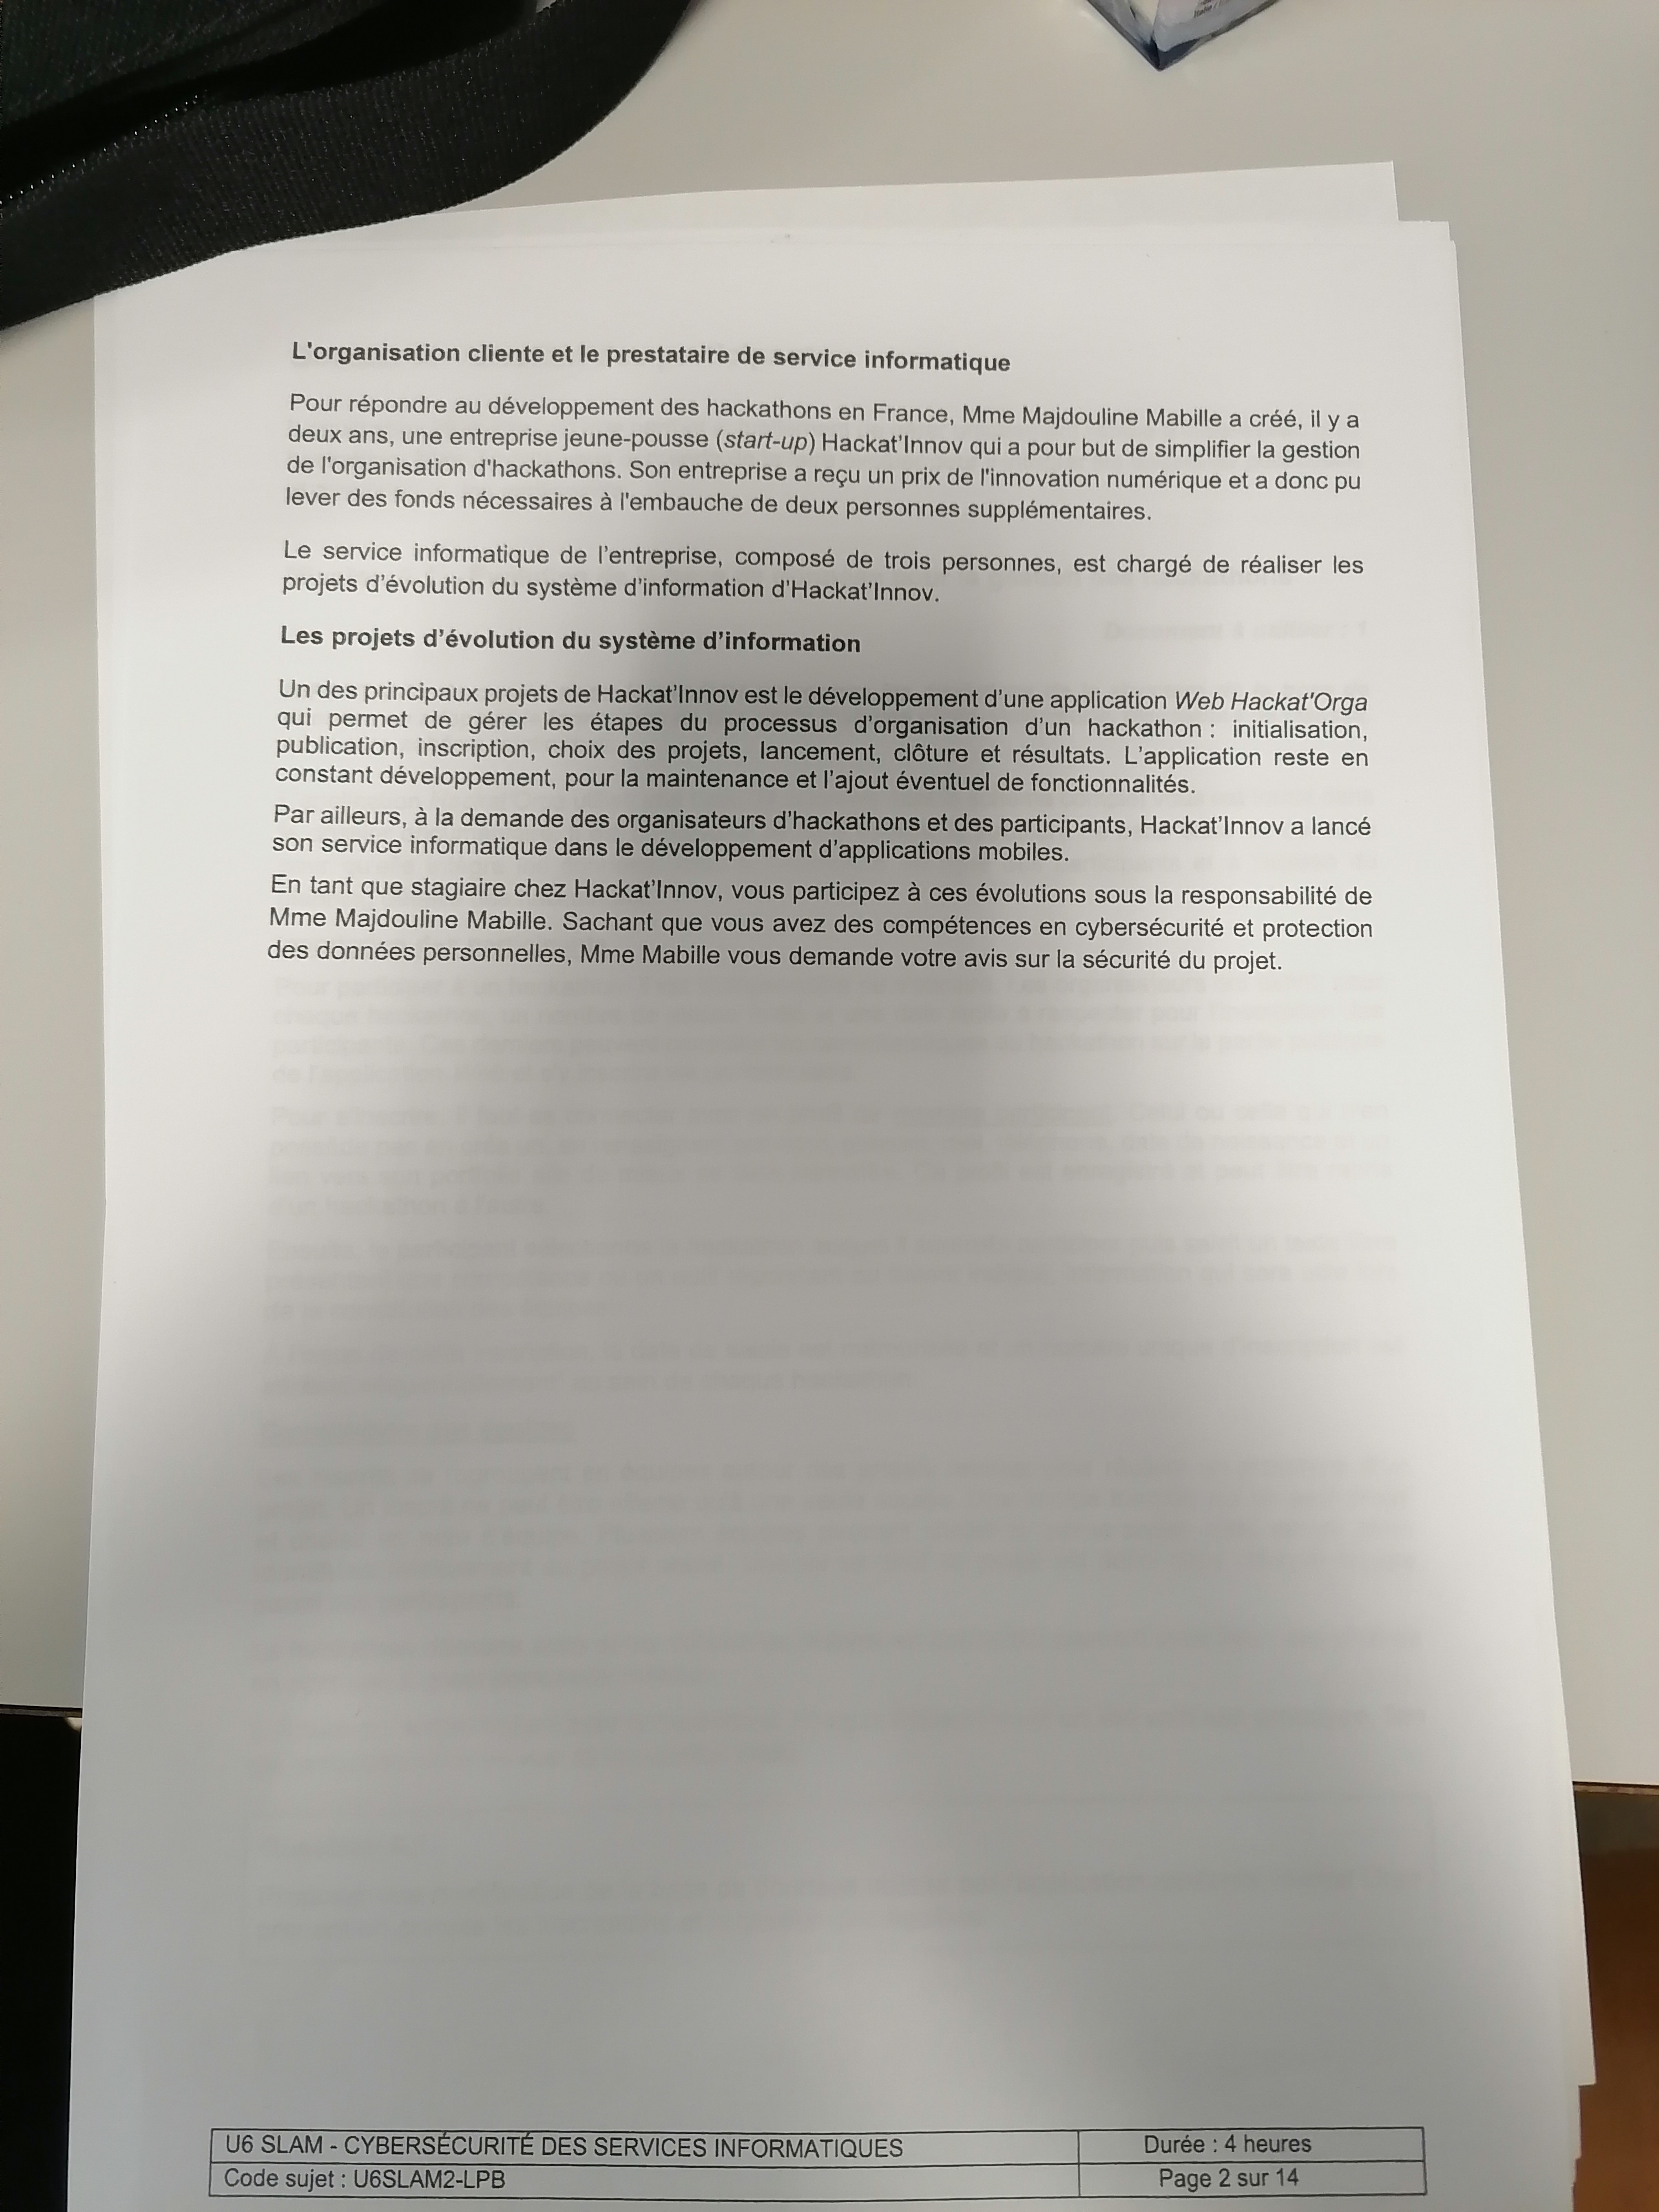 L'organisation cliente et le prestataire de service informatique
Pour répondre au développement des hackathons en France, Mme Majdouline Mabille a créé, il y a
deux ans, une entreprise jeune-pousse (start-up) Hackat'Innov qui a pour but de simplifier la gestion
de l'organisation d'hackathons. Son entreprise a reçu un prix de l'innovation numérique et a donc pu
lever des fonds nécessaires à l'embauche de deux personnes supplémentaires.
Le service informatique de l'entreprise, composé de trois personnes, est chargé de réaliser les
projets d'évolution du système d'information d'Hackat'Innov.
Les projets d'évolution du système d'information
Un des principaux projets de Hackat'Innov est le développement d'une application Web Hackat'Orga
qui permet de gérer les étapes du processus d'organisation d'un hackathon : initialisation,
publication, inscription, choix des projets, lancement, clôture et résultats. L'application reste en
constant développement, pour la maintenance et l'ajout éventuel de fonctionnalités.
Par ailleurs, à la demande des organisateurs d'hackathons et des participants, Hackat'Innov a lancé
son service informatique dans le développement d'applications mobiles.
En tant que stagiaire chez Hackat'Innov, vous participez à ces évolutions sous la responsabilité de
Mme Majdouline Mabille. Sachant que vous avez des compétences en cybersécurité et protection
des données personnelles, Mme Mabille vous demande votre avis sur la sécurité du projet.
U6 SLAM - CYBERSÉCURITÉ DES SERVICES INFORMATIQUES
Durée : 4 heures
Code sujet : U6SLAM2-LPB
Page 2 sur 14